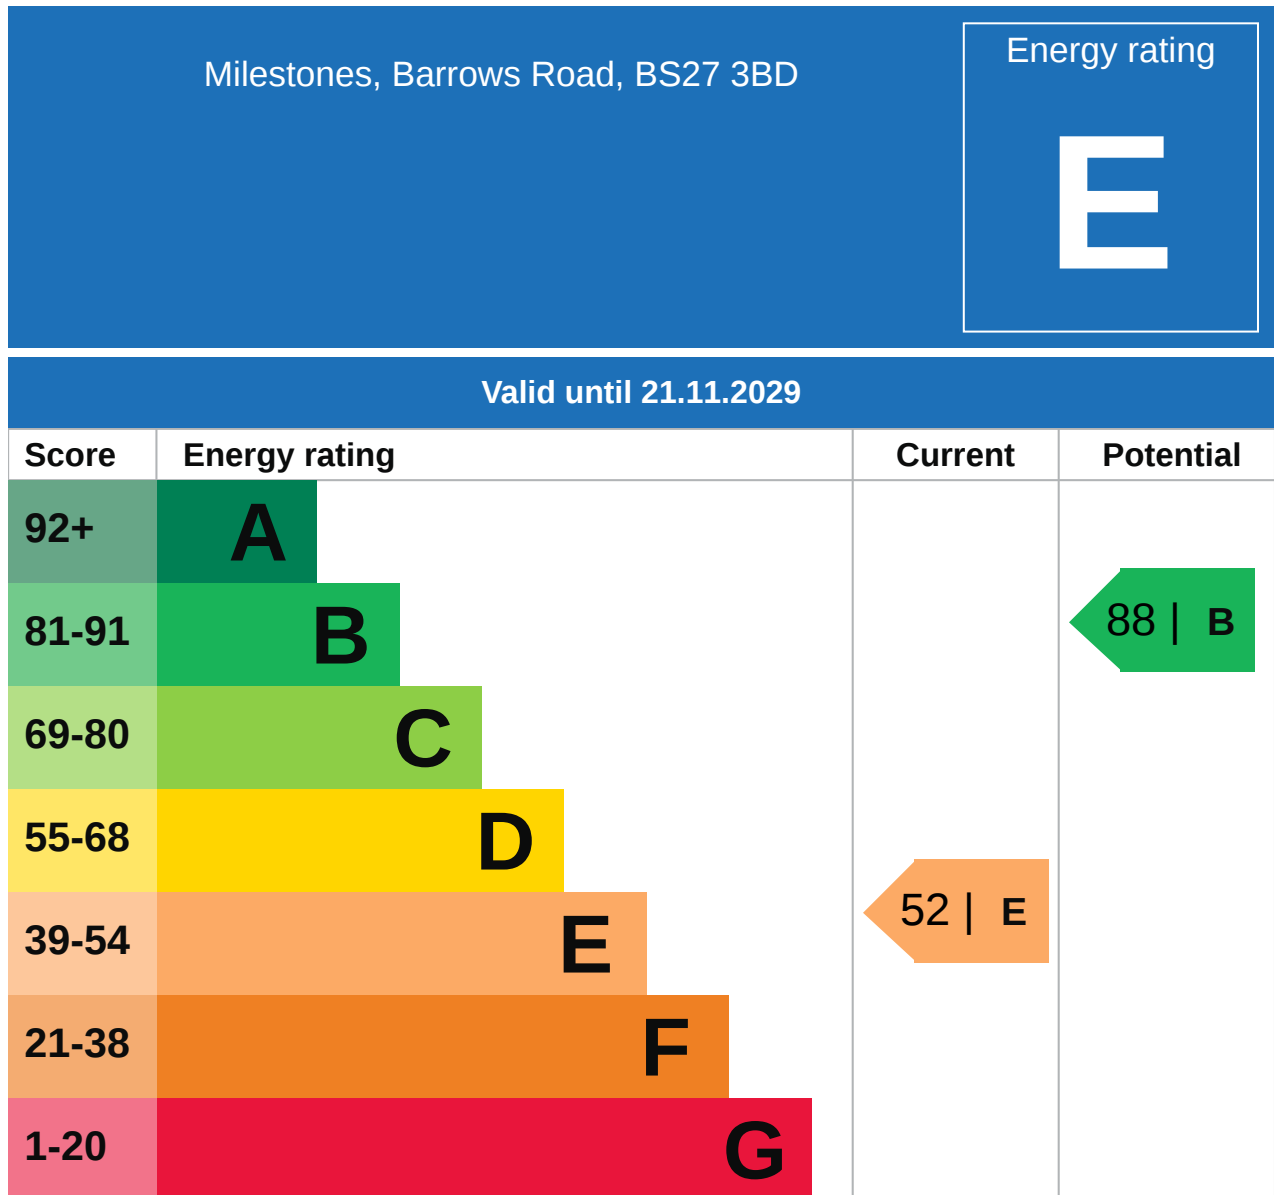 Milestones, Barrows Road, BS27 3BD
Energy rating
E
Valid until 21.11.2029
Score Energy rating Current Potential
92+ A
81-91 B 88 | B
69-80 C
55-68 D
39-54 E 52 | E
21-38 F
1-20 G